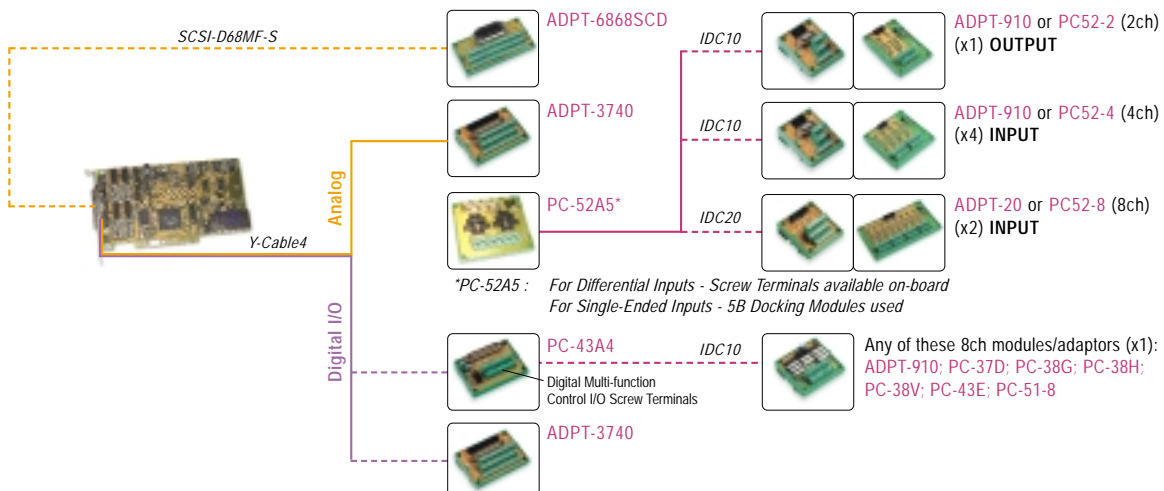 SCSI-D68MF-S
ADPT-6868SCD
IDC10
ADPT-910 or PC52-2 (2ch)
(x1) OUTPUT
ADPT-3740
IDC10
ADPT-910 or PC52-4 (4ch)
(x4) INPUT
Analog
PC-52A5*
IDC20
ADPT-20 or PC52-8 (8ch)
(x2) INPUT
Y-Cable4
*PC-52A5 : For Differential Inputs - Screw Terminals available on-board
For Single-Ended Inputs - 5B Docking Modules used
Digital I/O
PC-43A4
IDC10
Any of these 8ch modules/adaptors (x1):
ADPT-910; PC-37D; PC-38G; PC-38H;
PC-38V; PC-43E; PC-51-8
Digital Multi-function
Control I/O Screw Terminals
ADPT-3740